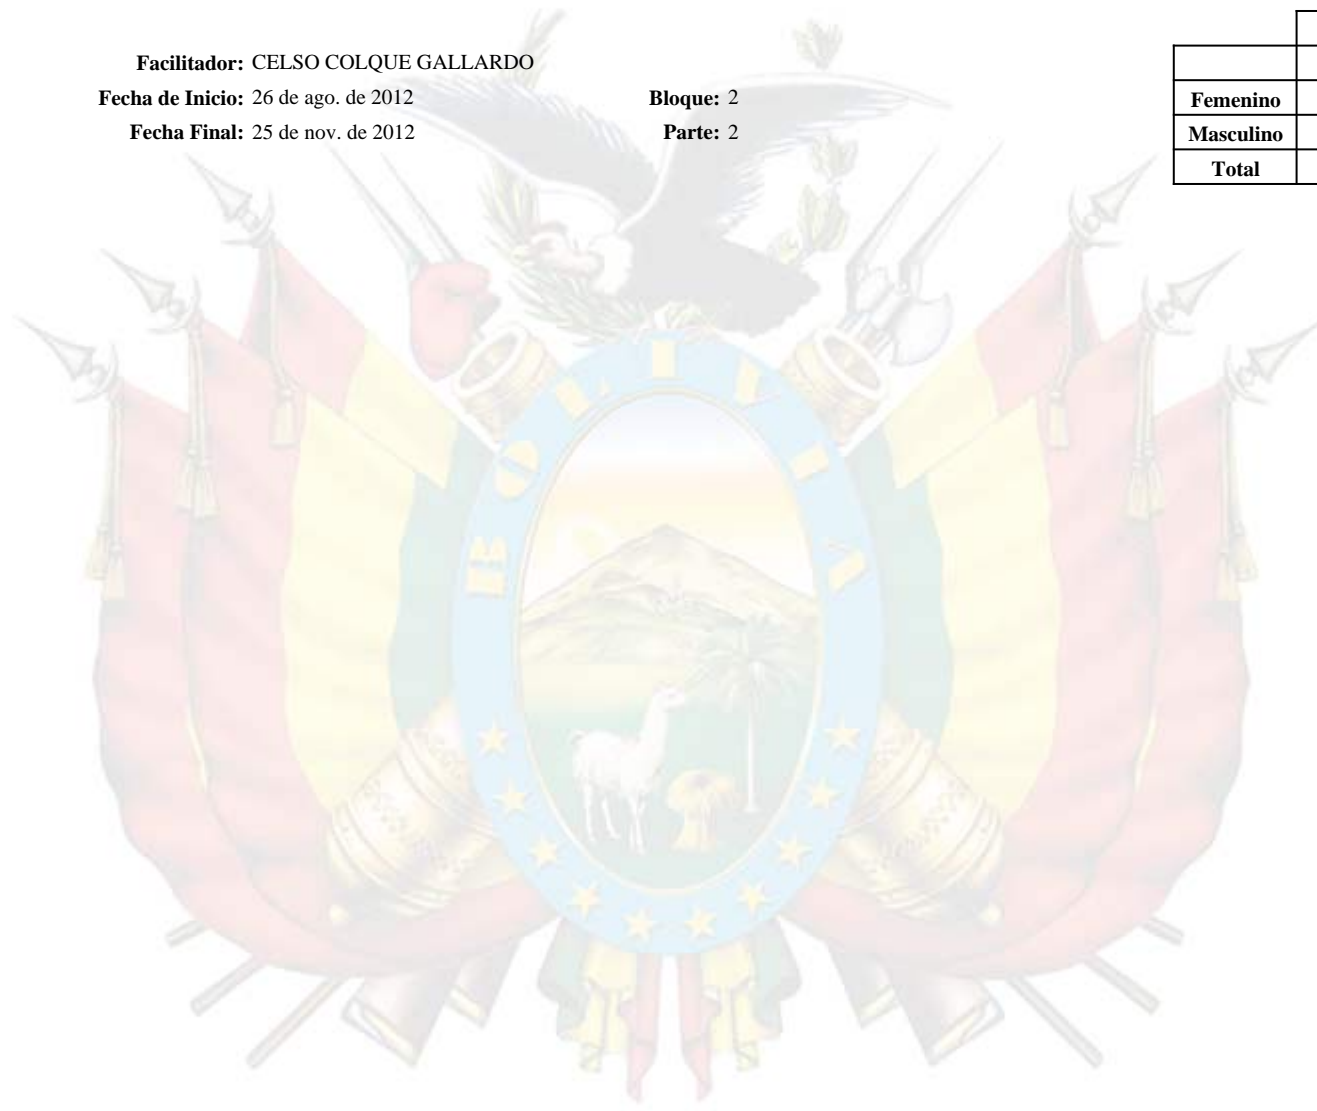 Facilitador: CELSO COLQUE GALLARDO
Fecha de Inicio: 26 de ago. de 2012 Bloque: 2
Fecha Final: 25 de nov. de 2012 Parte: 2
Femenino
Masculino
Total
BOLIVIA